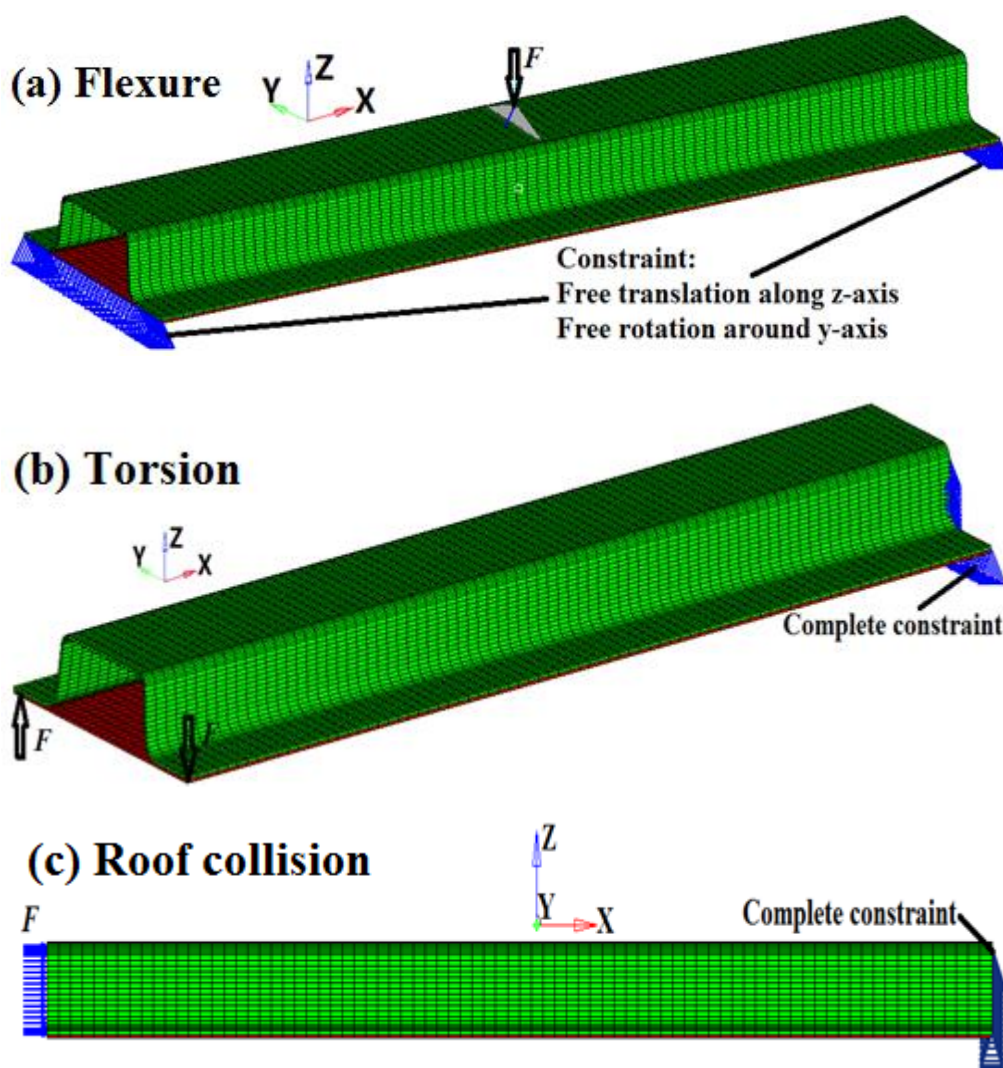 (a) Flexure
F
Z
Y
X
Constraint:
Free translation along z-axis
Free rotation around y-axis
(b) Torsion
Z
Y
X
Complete constraint
F
(c) Roof collision
Z
F
Y
X
Complete constraint